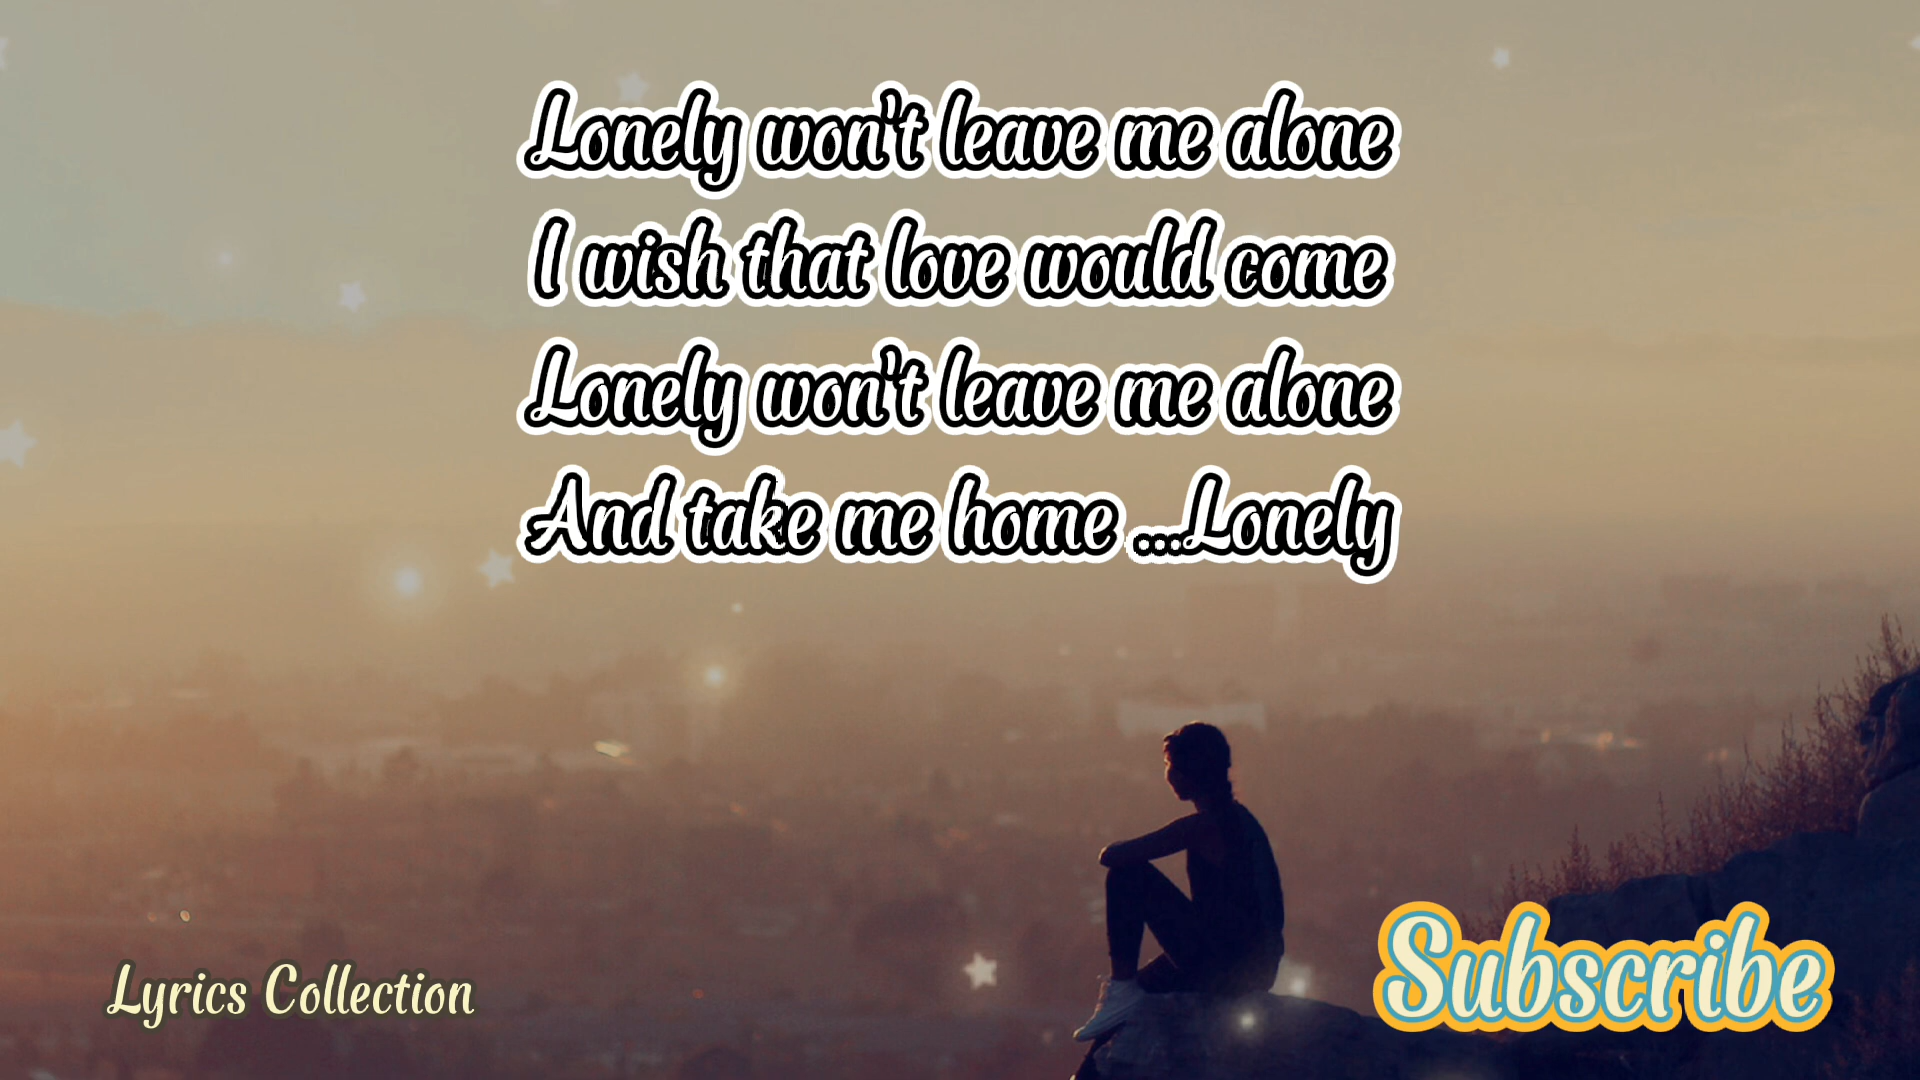 Lonely won't leave me alone
I wish that love would come
Lonely won't leave me alone
And take me home ...Lonely
Lyrics Collection
Subscribe